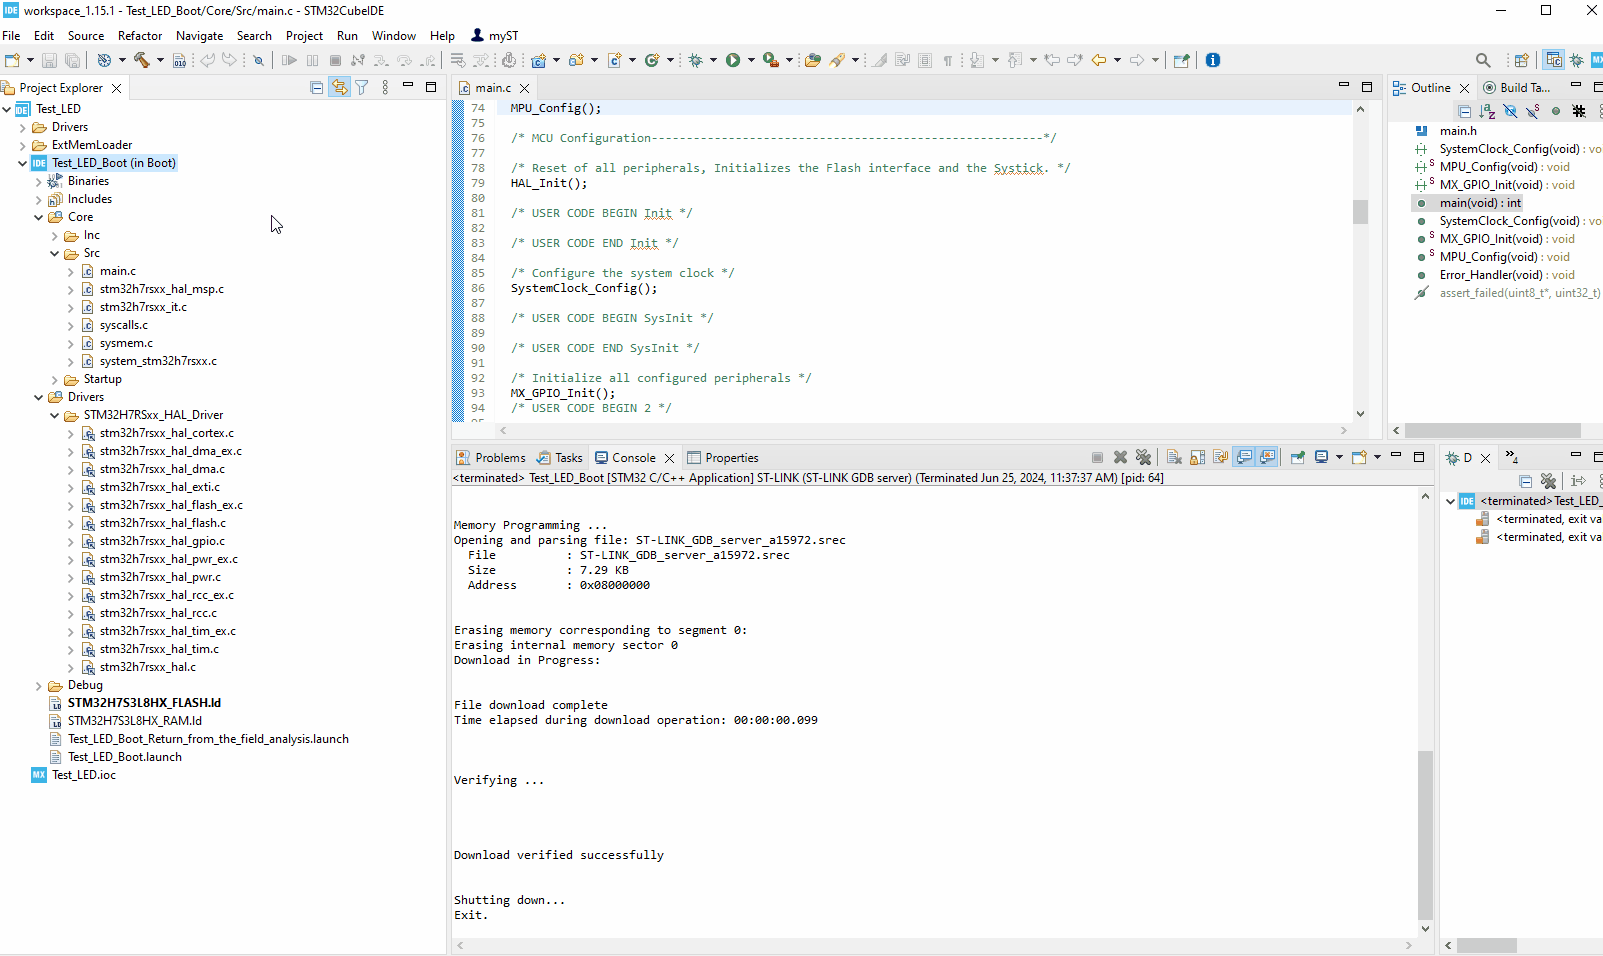 workspace_1.15.1 - Test_LED_Boot/Core/Src/main.c - STM32CubeIDE
File Edit Source Refactor Navigate Search Project Run Window Help myST
Project Explorer
Test_LED
Drivers
ExtMemLoader
Test_LED_Boot (in Boot)
Binaries
Includes
Core
Inc
Src
main.c
stm32h7rsxx_hal_msp.c
stm32h7rsxx_it.c
syscalls.c
sysmem.c
system_stm32h7rsxx.c
Startup
Drivers
STM32H7RSxx_HAL_Driver
stm32h7rsxx_hal_cortex.c
stm32h7rsxx_hal_dma_ex.c
stm32h7rsxx_hal_dma.c
stm32h7rsxx_hal_exti.c
stm32h7rsxx_hal_flash_ex.c
stm32h7rsxx_hal_flash.c
stm32h7rsxx_hal_gpio.c
stm32h7rsxx_hal_pwr_ex.c
stm32h7rsxx_hal_pwr.c
stm32h7rsxx_hal_rcc_ex.c
stm32h7rsxx_hal_rcc.c
stm32h7rsxx_hal_tim_ex.c
stm32h7rsxx_hal_tim.c
stm32h7rsxx_hal.c
Debug
STM32H7S3L8HX_FLASH.ld
STM32H7S3L8HX_RAM.ld
Test_LED_Boot_Return_from_the_field_analysis.launch
Test_LED_Boot.launch
Test_LED.ioc
main.c
74 MPU_Config();
75
76 /* MCU Configuration--------------------------------------------------------*/
77
78 /* Reset of all peripherals, Initializes the Flash interface and the Systick. */
79 HAL_Init();
80
81 /* USER CODE BEGIN Init */
82
83 /* USER CODE END Init */
84
85 /* Configure the system clock */
86 SystemClock_Config();
87
88 /* USER CODE BEGIN SysInit */
89
90 /* USER CODE END SysInit */
91
92 /* Initialize all configured peripherals */
93 MX_GPIO_Init();
94 /* USER CODE BEGIN 2 */
Outline Build Ta...
main.h
SystemClock_Config(void) : vo
MPU_Config(void) : void
MX_GPIO_Init(void) : void
main(void) : int
SystemClock_Config(void) : vo
MX_GPIO_Init(void) : void
MPU_Config(void) : void
Error_Handler(void) : void
assert_failed(uint8_t*, uint32_t)
Problems Tasks Console Properties
<terminated> Test_LED_Boot [STM32 C/C++ Application] ST-LINK (ST-LINK GDB server) (Terminated Jun 25, 2024, 11:37:37 AM) [pid: 64]
Memory Programming ...
Opening and parsing file: ST-LINK_GDB_server_a15972.srec
File : ST-LINK_GDB_server_a15972.srec
Size : 7.29 KB
Address : 0x08000000
Erasing memory corresponding to segment 0:
Erasing internal memory sector 0
Download in Progress:
File download complete
Time elapsed during download operation: 00:00:00.099
Verifying ...
Download verified successfully
Shutting down...
Exit.
D 4
<terminated> Test_LED_
<terminated, exit va
<terminated, exit va